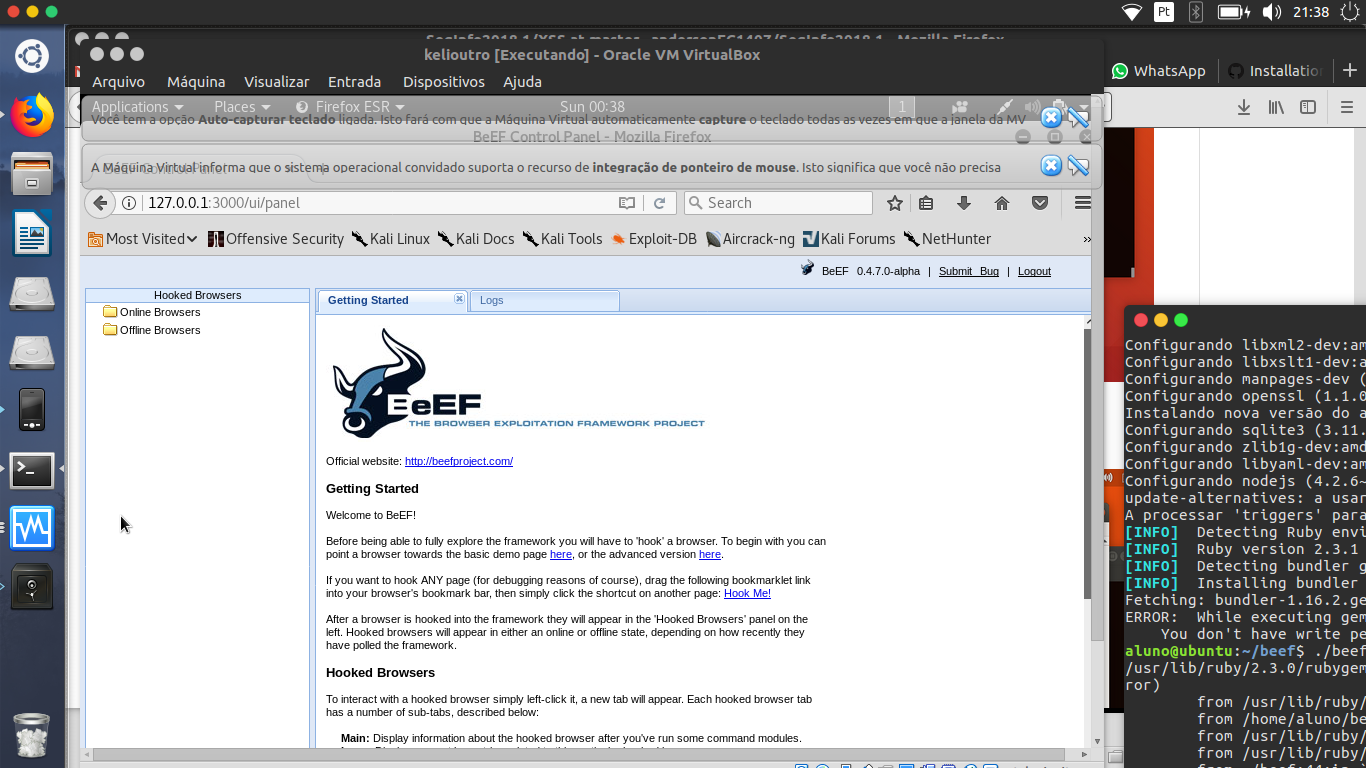 Pt
21:38
SegInfo2018.1/XSS at master · andersonFC1407/SegInfo2018.1 - Mozilla Firefox
kelioutro [Executando] - Oracle VM VirtualBox
Arquivo Máquina Visualizar Entrada Dispositivos Ajuda
WhatsApp
Installatio
Applications Places Firefox ESR Sun 00:38 1
Você tem a opção Auto-capturar teclado ligada. Isto fará com que a Máquina Virtual automaticamente capture o teclado todas as vezes em que a janela da MV
BeEF Control Panel - Mozilla Firefox
A Máquina Virtual informa que o sistema operacional convidado suporta o recurso de integração de ponteiro de mouse. Isto significa que você não precisa
BeEF Control Panel
127.0.0.1:3000/ui/panel
Search
Most Visited Offensive Security Kali Linux Kali Docs Kali Tools Exploit-DB Aircrack-ng Kali Forums NetHunter »
BeEF 0.4.7.0-alpha | Submit Bug | Logout
Hooked Browsers
Online Browsers
Offline Browsers
Getting Started
Logs
BeEF
THE BROWSER EXPLOITATION FRAMEWORK PROJECT
Official website: http://beefproject.com/
Getting Started
Welcome to BeEF!
Before being able to fully explore the framework you will have to 'hook' a browser. To begin with you can
point a browser towards the basic demo page here, or the advanced version here.
If you want to hook ANY page (for debugging reasons of course), drag the following bookmarklet link
into your browser's bookmark bar, then simply click the shortcut on another page: Hook Me!
After a browser is hooked into the framework they will appear in the 'Hooked Browsers' panel on the
left. Hooked browsers will appear in either an online or offline state, depending on how recently they
have polled the framework.
Hooked Browsers
To interact with a hooked browser simply left-click it, a new tab will appear. Each hooked browser tab
has a number of sub-tabs, described below:
Main: Display information about the hooked browser after you've run some command modules.
Configurando libxml2-dev:am
Configurando libxslt1-dev:a
Configurando manpages-dev (
Configurando openssl (1.1.0
Instalando nova versão do a
Configurando sqlite3 (3.11.
Configurando zlib1g-dev:amd
Configurando libyaml-dev:am
Configurando nodejs (4.2.6~
update-alternatives: a usar
A processar 'triggers' para
[INFO] Detecting Ruby envi
[INFO] Ruby version 2.3.1
[INFO] Detecting bundler g
[INFO] Installing bundler
Fetching: bundler-1.16.2.ge
ERROR: While executing gem
You don't have write pe
aluno@ubuntu:~/beef$ ./beef
/usr/lib/ruby/2.3.0/rubygem
ror)
from /usr/lib/ruby/
from /home/aluno/be
from /usr/lib/ruby/
from /usr/lib/ruby/